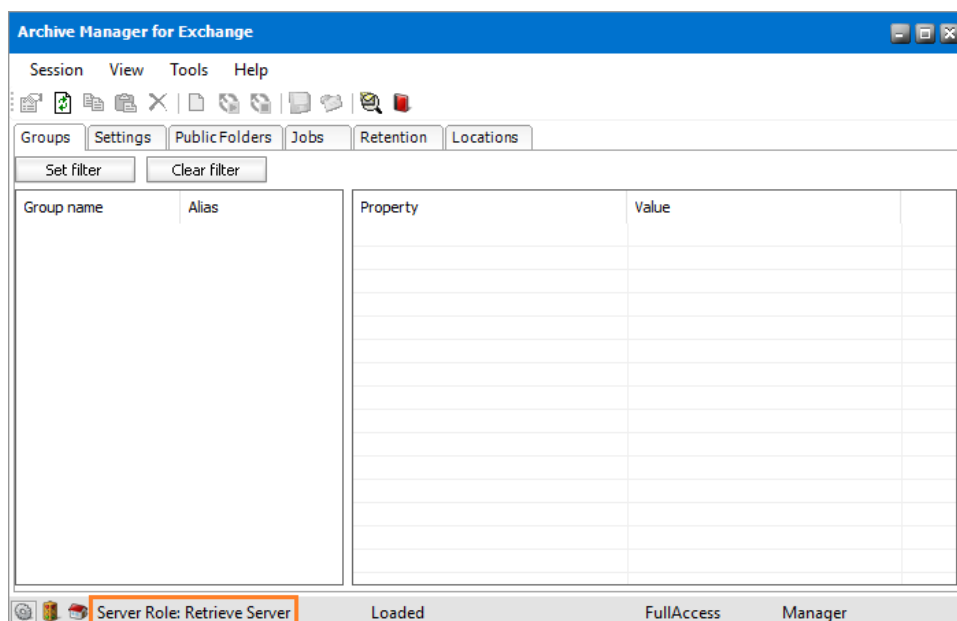 Archive Manager for Exchange
Session View Tools Help
Groups Settings Public Folders Jobs Retention Locations
Set filter Clear filter
Group name Alias Property Value
Server Role: Retrieve Server Loaded FullAccess Manager